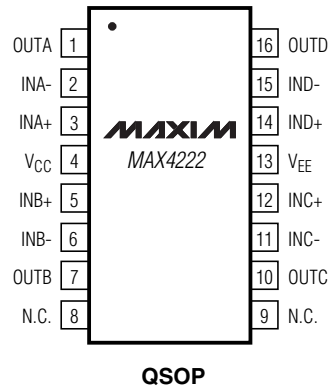 OUTA 1 16 OUTD
INA- 2 15 IND-
INA+ 3 14 IND+
MAXIM
VCC 4 MAX4222 13 VEE
INB+ 5 12 INC+
INB- 6 11 INC-
OUTB 7 10 OUTC
N.C. 8 9 N.C.
QSOP